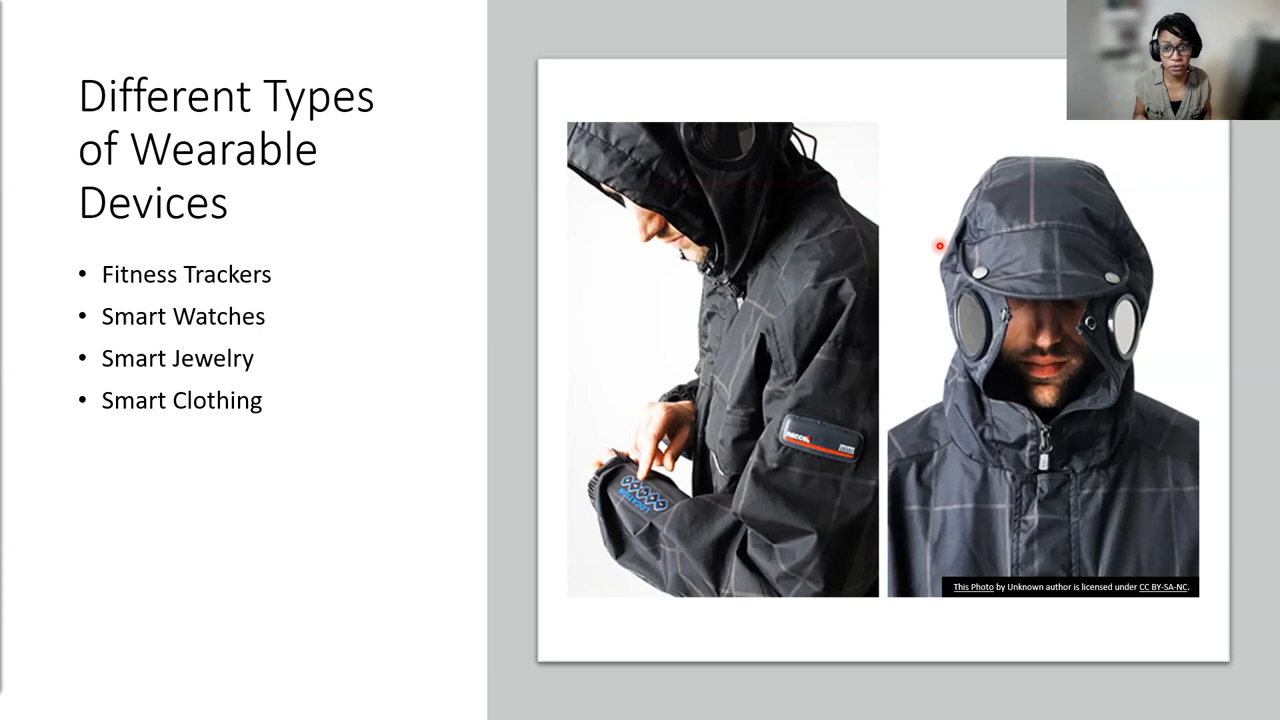 Different Types
of Wearable
Devices
• Fitness Trackers
• Smart Watches
• Smart Jewelry
• Smart Clothing
LOCATION
This Photo by Unknown author is licensed under CC BY-SA-NC.